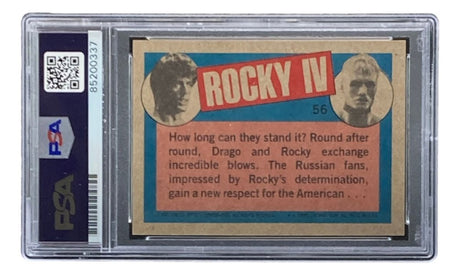 85200337
PSA
PSA
ROCKY IV
56
How long can they stand it? Round after
round, Drago and Rocky exchange
incredible blows. The Russian fans,
impressed by Rocky's determination,
gain a new respect for the American . . .